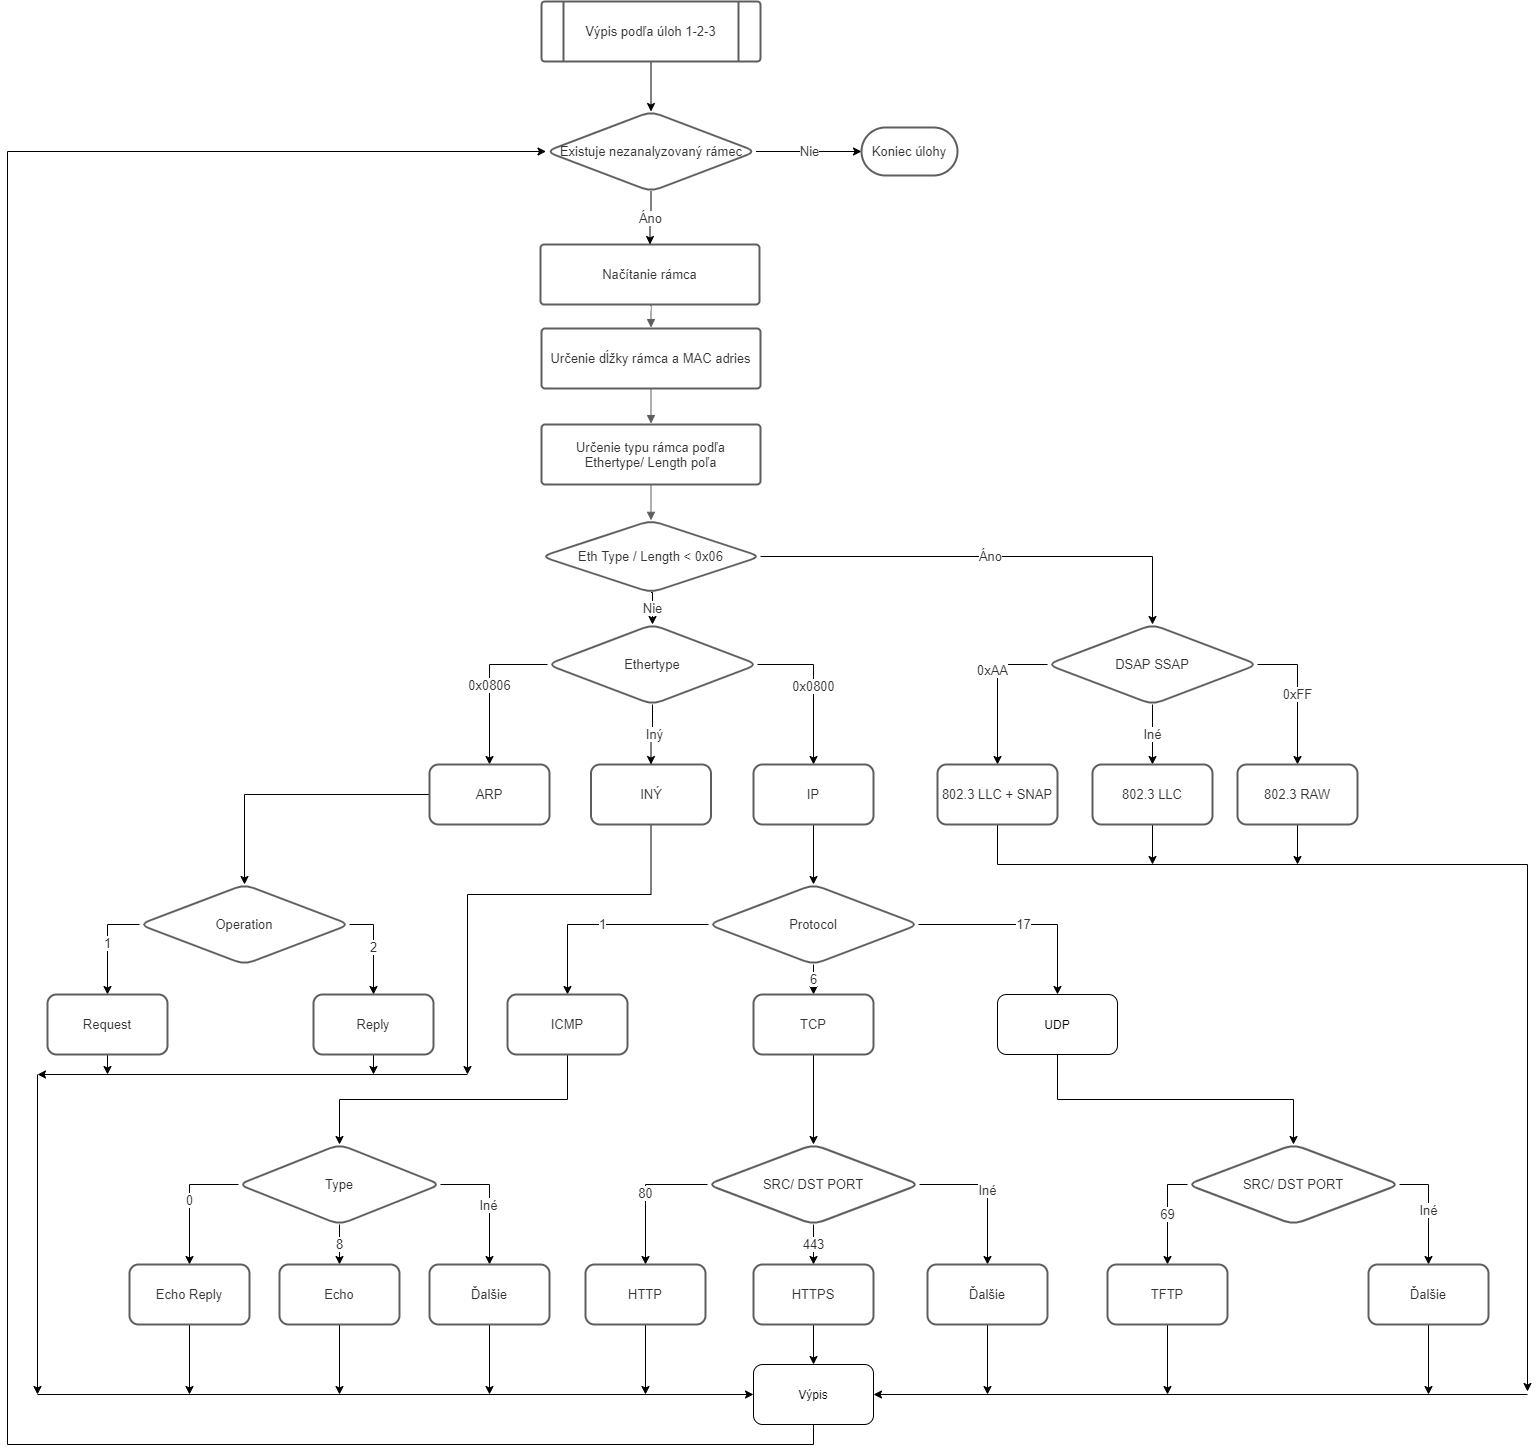 Výpis podľa úloh 1-2-3
Existuje nezanalyzovaný rámec
Nie
Koniec úlohy
Áno
Načítanie rámca
Určenie dĺžky rámca a MAC adries
Určenie typu rámca podľa
Ethertype/ Length poľa
Eth Type / Length < 0x06
Áno
Nie
Ethertype
DSAP SSAP
0x0806
0x0800
0xAA
0xFF
Iný
Iné
ARP
INÝ
IP
802.3 LLC + SNAP
802.3 LLC
802.3 RAW
Operation
Protocol
1
2
1
6
17
Request
Reply
ICMP
TCP
UDP
Type
SRC/ DST PORT
SRC/ DST PORT
0
8
Iné
80
443
Iné
69
Iné
Echo Reply
Echo
Ďalšie
HTTP
HTTPS
Ďalšie
TFTP
Ďalšie
Výpis